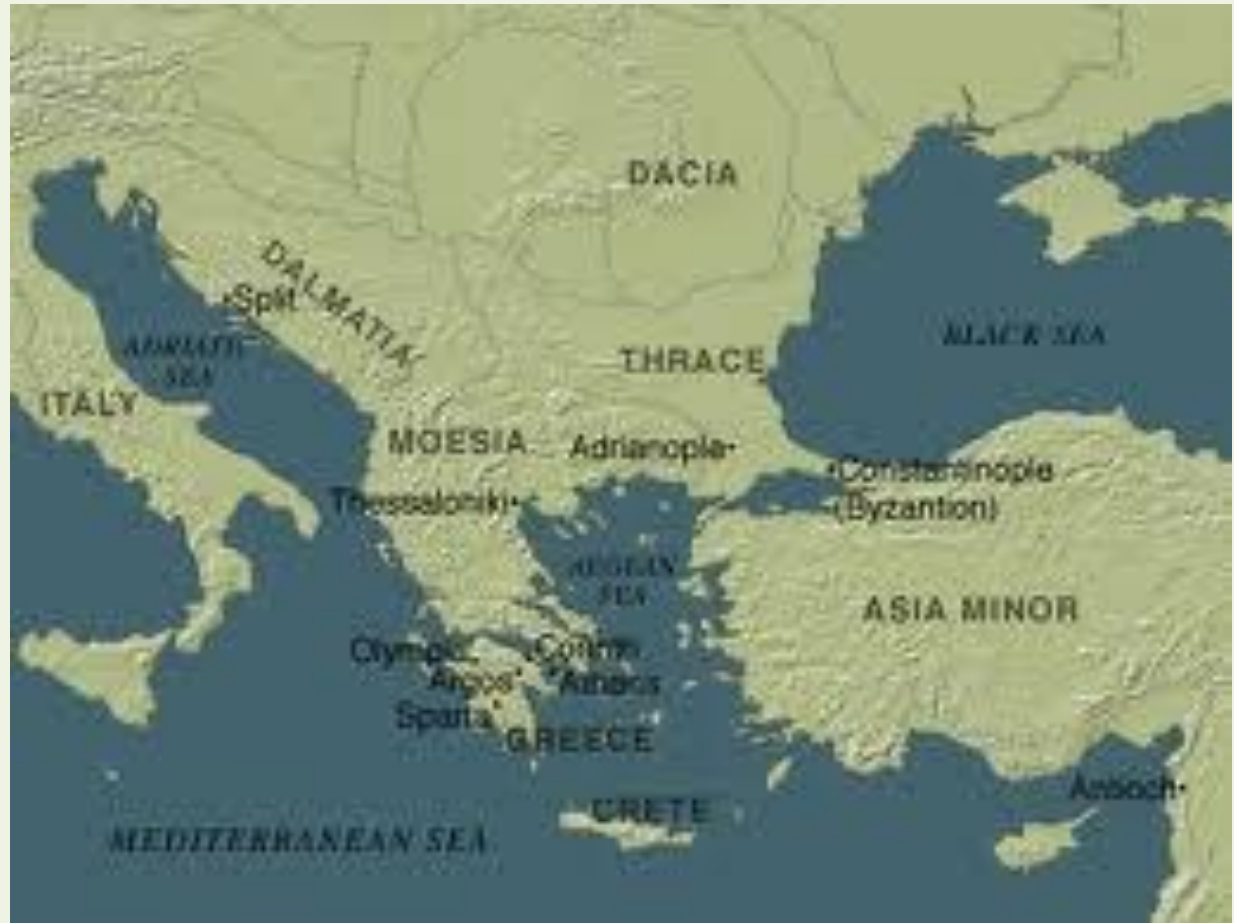 DACIA
DALMATIA
Split
ADRIATIC
SEA
BLACK SEA
THRACE
ITALY
MOESIA
Adrianople
Constantinople
(Byzantion)
Thessaloniki
AEGEAN
SEA
ASIA MINOR
Olympia
Corinth
Argos
Athens
Sparta
GREECE
Antioch
CRETE
MEDITERRANEAN SEA